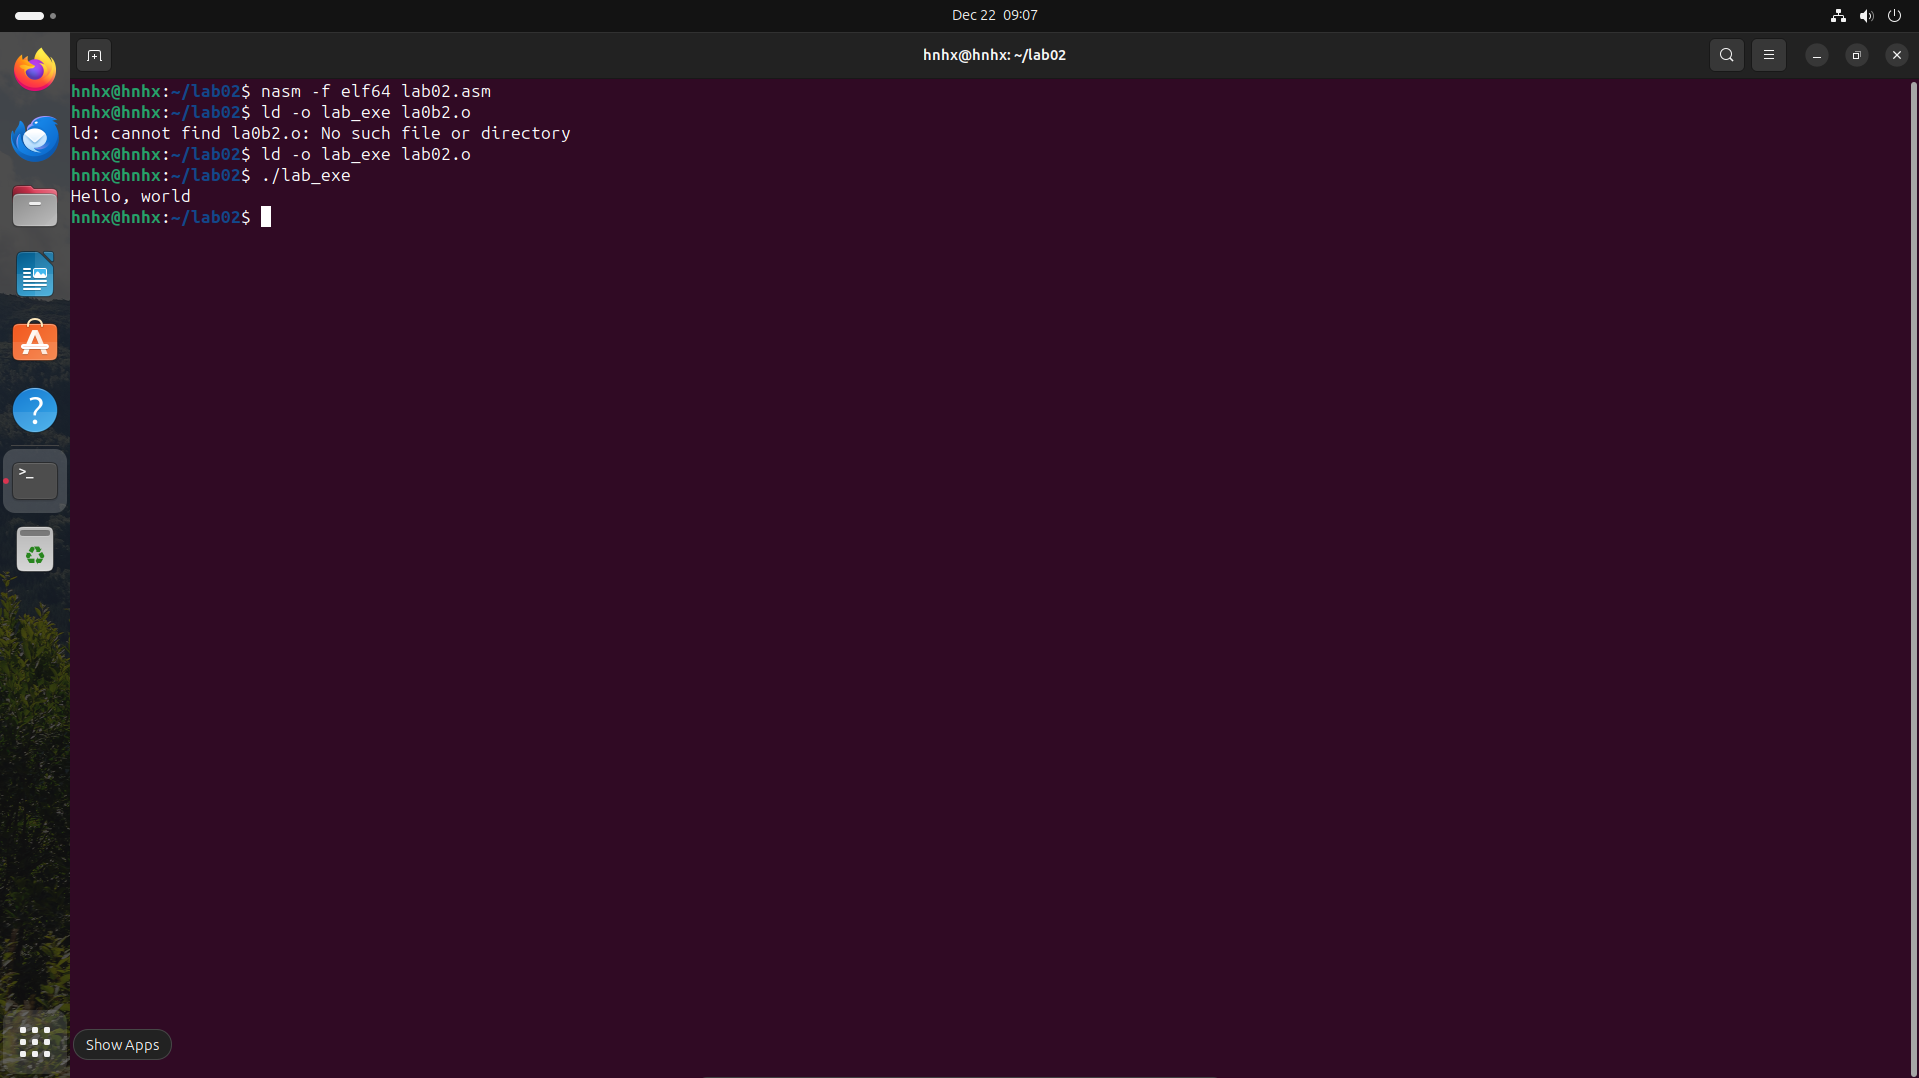 Dec 22 09:07
hnhx@hnhx: ~/lab02
hnhx@hnhx:~/lab02$ nasm -f elf64 lab02.asm
hnhx@hnhx:~/lab02$ ld -o lab_exe la0b2.o
ld: cannot find la0b2.o: No such file or directory
hnhx@hnhx:~/lab02$ ld -o lab_exe lab02.o
hnhx@hnhx:~/lab02$ ./lab_exe
Hello, world
hnhx@hnhx:~/lab02$
Show Apps